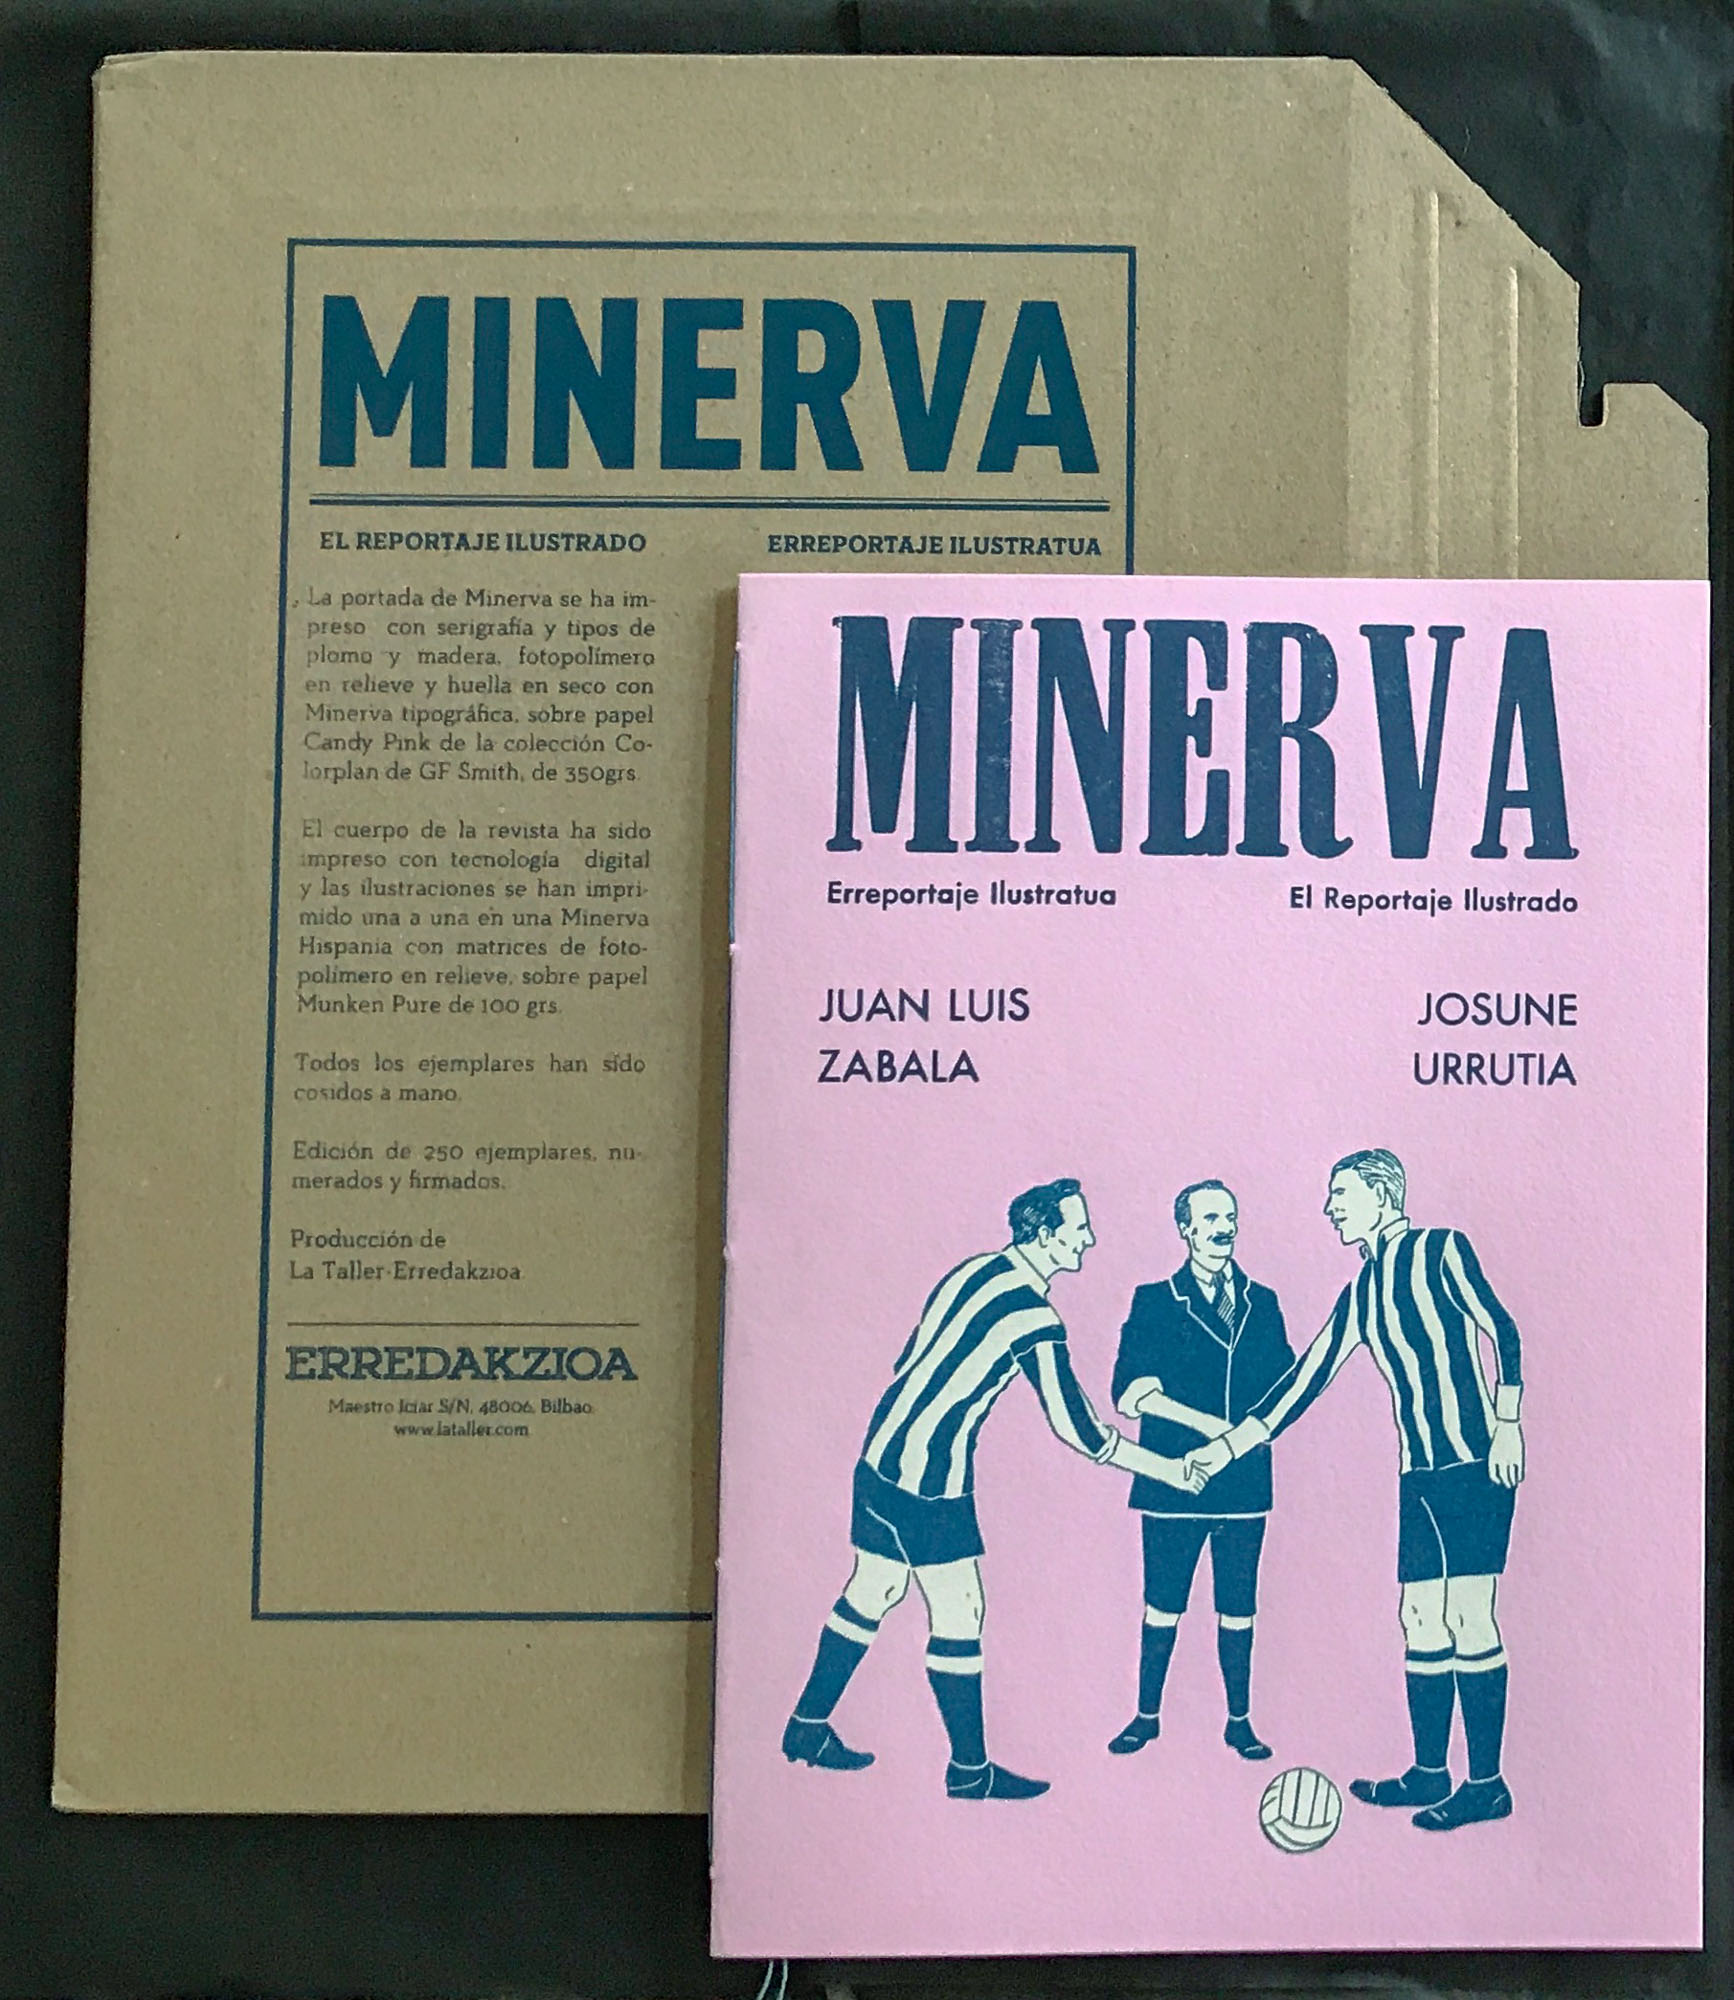 MINERVA
EL REPORTAJE ILUSTRADO
ERREPORTAJE ILUSTRATUA
La portada de Minerva se ha im-
preso con serigrafía y tipos de
plomo y madera, fotopolímero
en relieve y huella en seco con
Minerva tipográfica, sobre papel
Candy Pink de la colección Co-
lorplan de GF Smith, de 350grs.
El cuerpo de la revista ha sido
impreso con tecnología digital
y las ilustraciones se han impri-
mido una a una en una Minerva
Hispania con matrices de foto-
polímero en relieve, sobre papel
Munken Pure de 100 grs.
Todos los ejemplares han sido
cosidos a mano.
Edición de 250 ejemplares, nu-
merados y firmados.
Producción de
La Taller-Erredakzioa
ERREDAKZIOA
Maestro Iciar S/N, 48006, Bilbao
www.lataller.com
MINERVA
Erreportaje Ilustratua
El Reportaje Ilustrado
JUAN LUIS
ZABALA
JOSUNE
URRUTIA